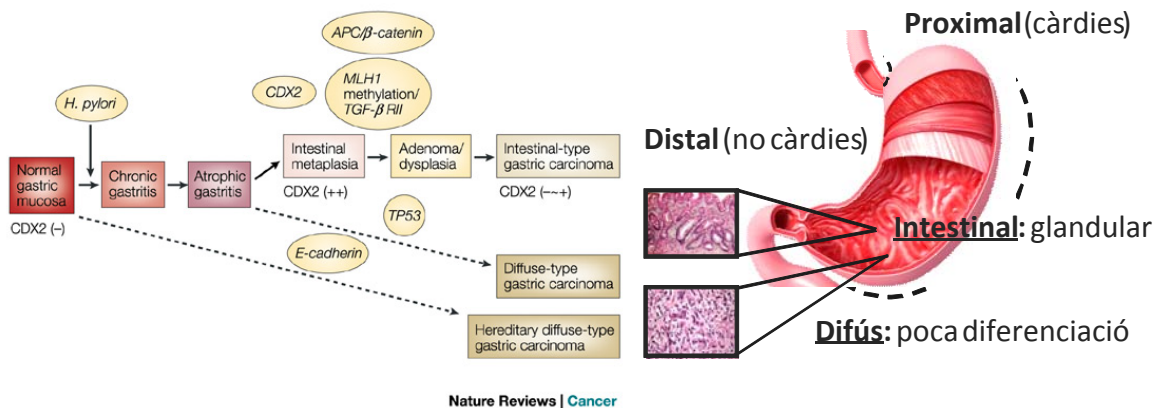 APC/β-catenin
CDX2
MLH1
methylation/
TGF-β RII
H. pylori
Normal
gastric
mucosa
Chronic
gastritis
Atrophic
gastritis
Intestinal
metaplasia
Adenoma/
dysplasia
Intestinal-type
gastric carcinoma
CDX2 (–)
CDX2 (++)
CDX2 (–~+)
TP53
E-cadherin
Diffuse-type
gastric carcinoma
Hereditary diffuse-type
gastric carcinoma
Nature Reviews | Cancer
Proximal (càrdies)
Distal (no càrdies)
Intestinal: glandular
Difús: poca diferenciació